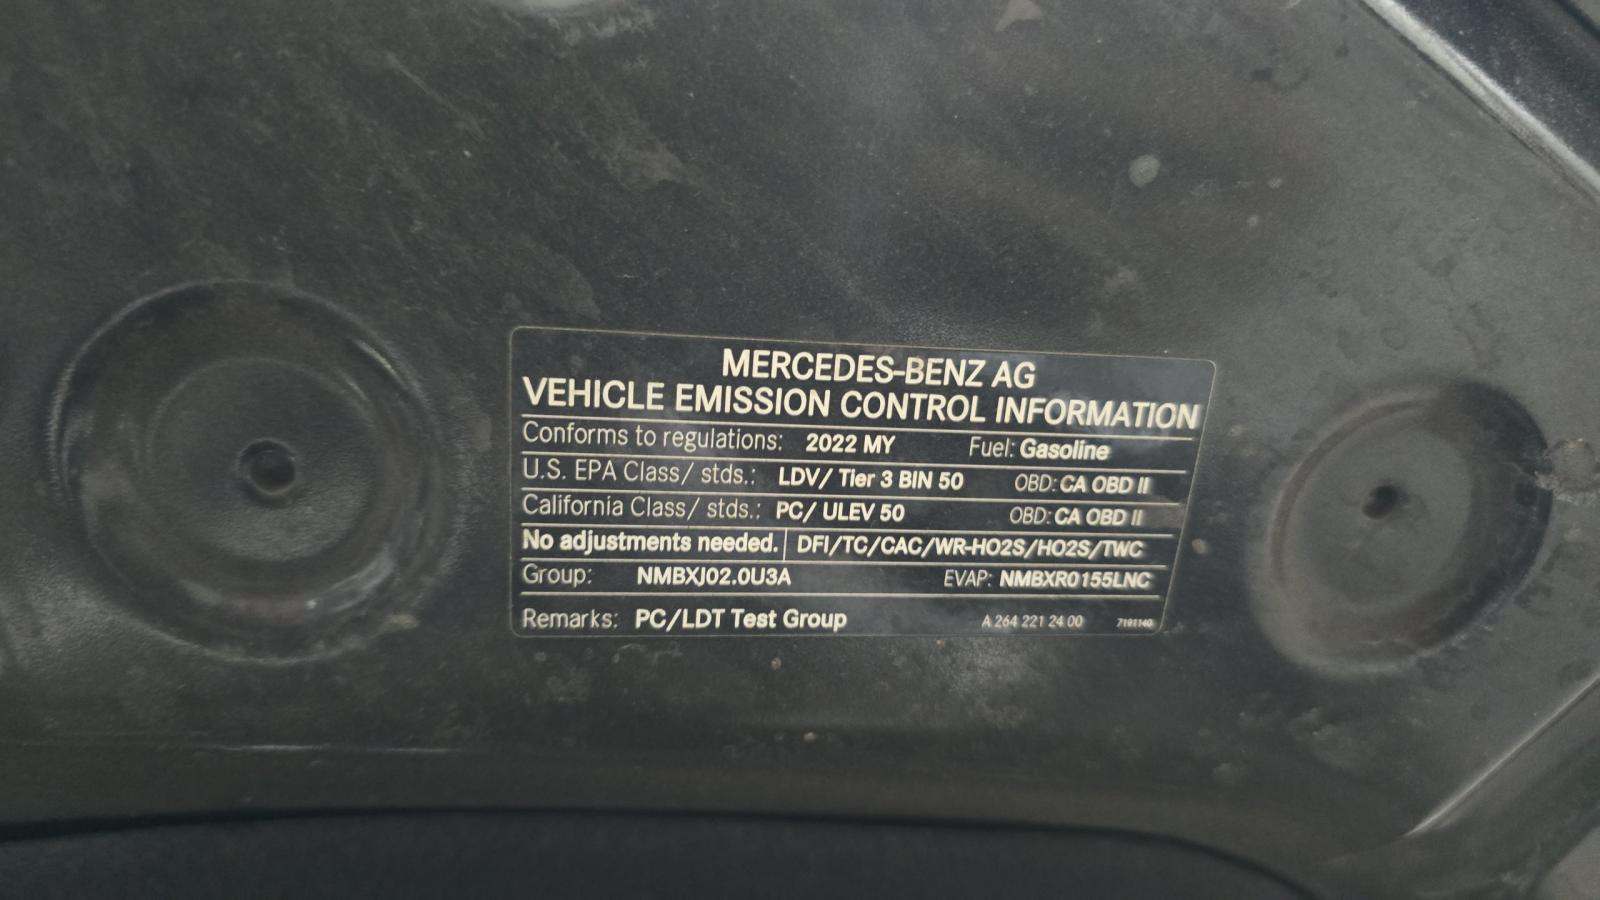 MERCEDES-BENZ AG
VEHICLE EMISSION CONTROL INFORMATION
Conforms to regulations: 2022 MY Fuel: Gasoline
U.S. EPA Class/ stds.: LDV/ Tier 3 BIN 50 OBD: CA OBD II
California Class/ stds.: PC/ ULEV 50 OBD: CA OBD II
No adjustments needed. DFI/TC/CAC/WR-HO2S/HO2S/TWC
Group: NMBXJ02.0U3A EVAP: NMBXR0155LNC
Remarks: PC/LDT Test Group A 264 221 24 00